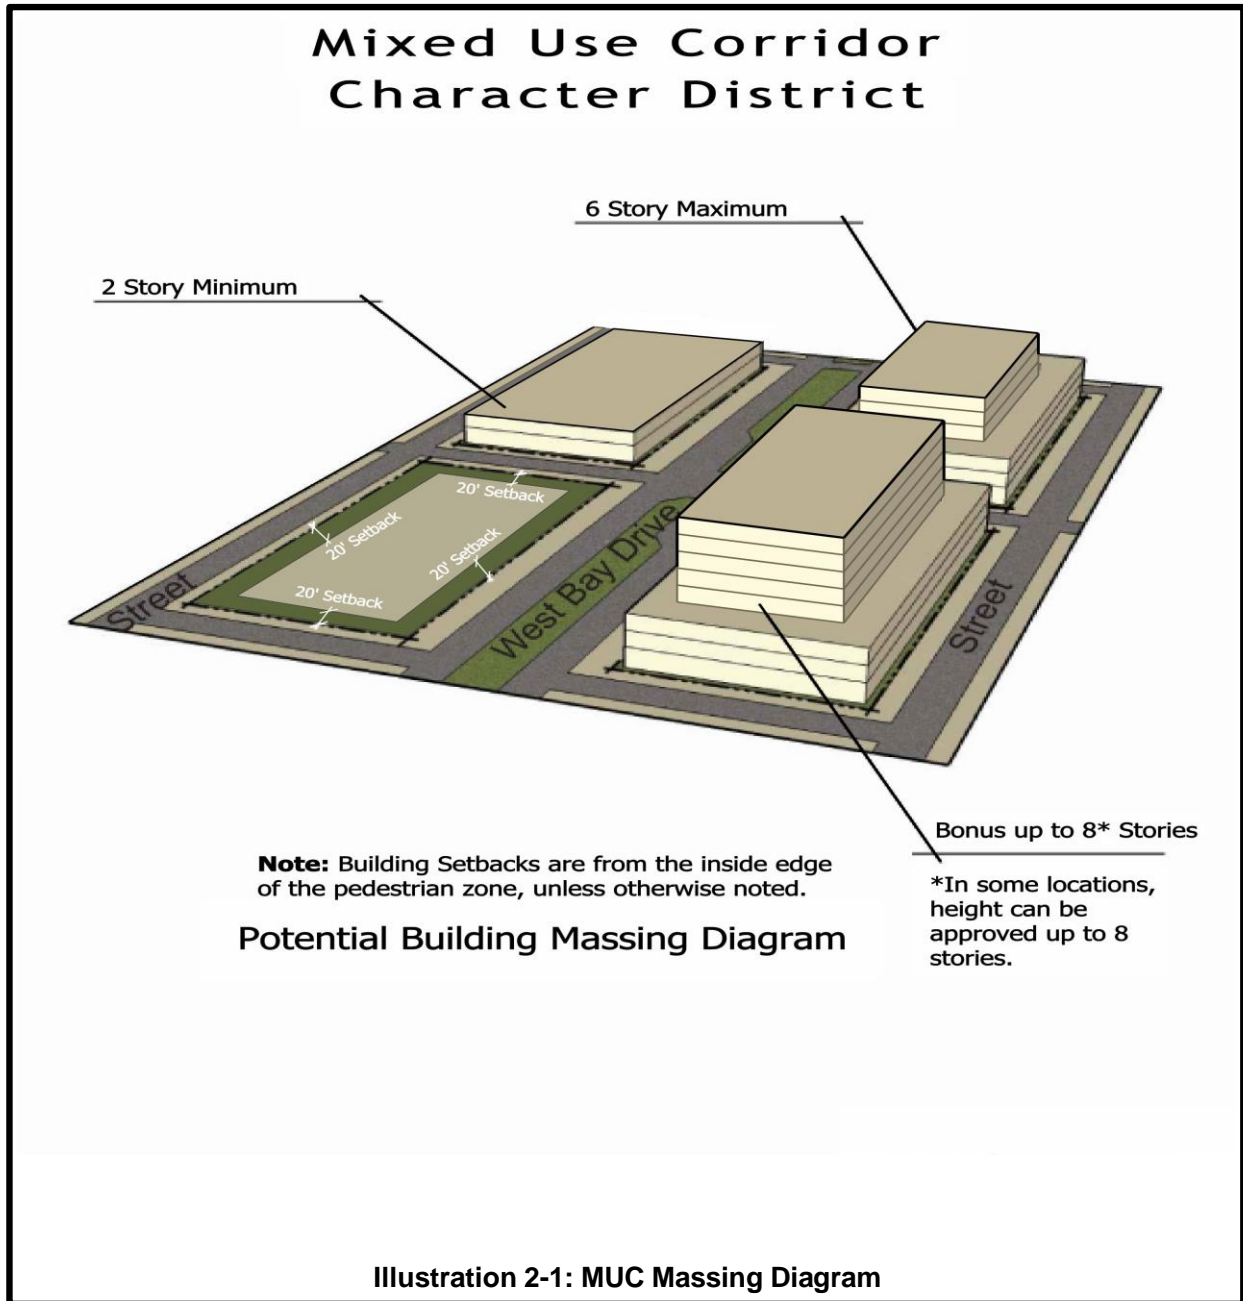 Mixed Use Corridor
Character District
6 Story Maximum
2 Story Minimum
20' Setback
20' Setback
20' Setback
20' Setback
West Bay Drive
Street
Street
Bonus up to 8* Stories
*In some locations,
height can be
approved up to 8
stories.
Note: Building Setbacks are from the inside edge
of the pedestrian zone, unless otherwise noted.
Potential Building Massing Diagram
Illustration 2-1: MUC Massing Diagram